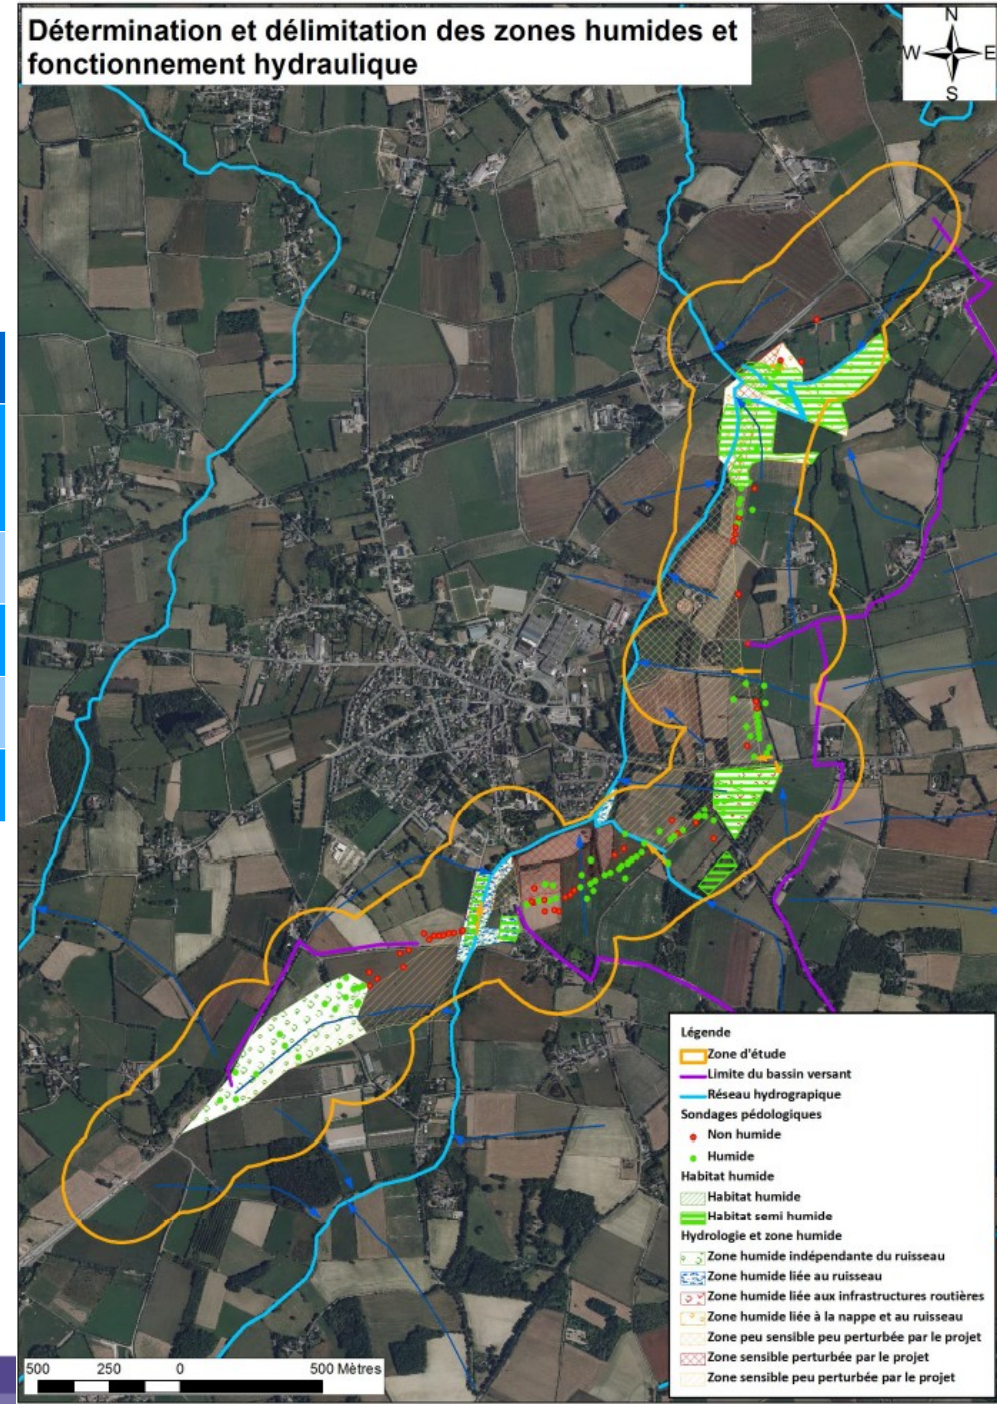 Détermination et délimitation des zones humides et
fonctionnement hydraulique
N
W E
S
Légende
Zone d'étude
Limite du bassin versant
Réseau hydrograpique
Sondages pédologiques
Non humide
Humide
Habitat humide
Habitat humide
Habitat semi humide
Hydrologie et zone humide
Zone humide indépendante du ruisseau
Zone humide liée au ruisseau
Zone humide liée aux infrastructures routières
Zone humide liée à la nappe et au ruisseau
Zone peu sensible peu perturbée par le projet
Zone sensible perturbée par le projet
Zone sensible peu perturbée par le projet
500 250 0 500 Mètres